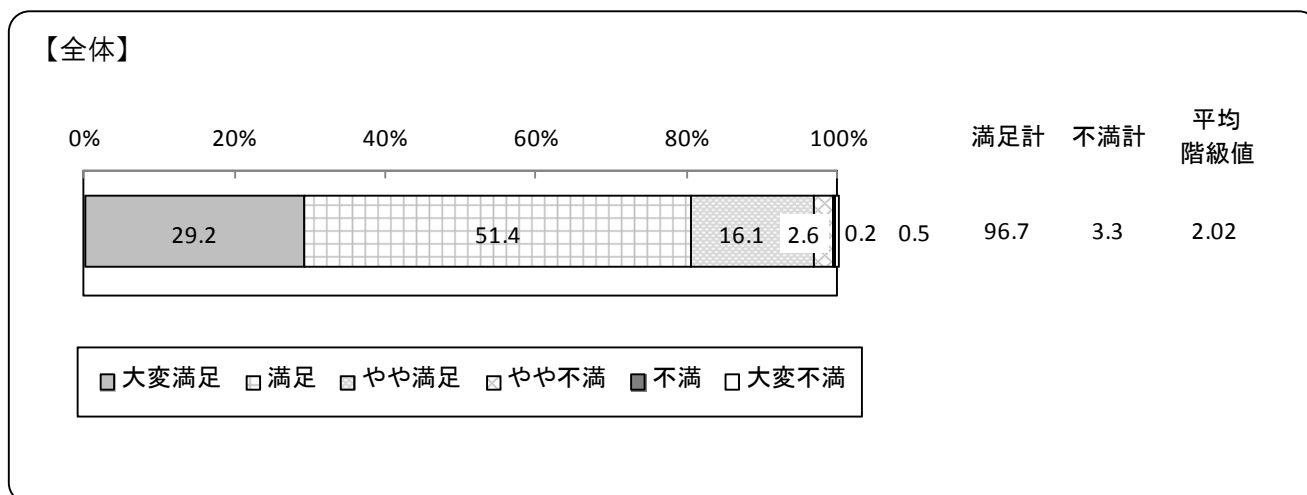 【全体】
0% 20% 40% 60% 80% 100% 満足計 不満計 平均
階級値
29.2 51.4 16.1 2.6 0.2 0.5 96.7 3.3 2.02
大変満足 満足 やや満足 やや不満 不満 大変不満